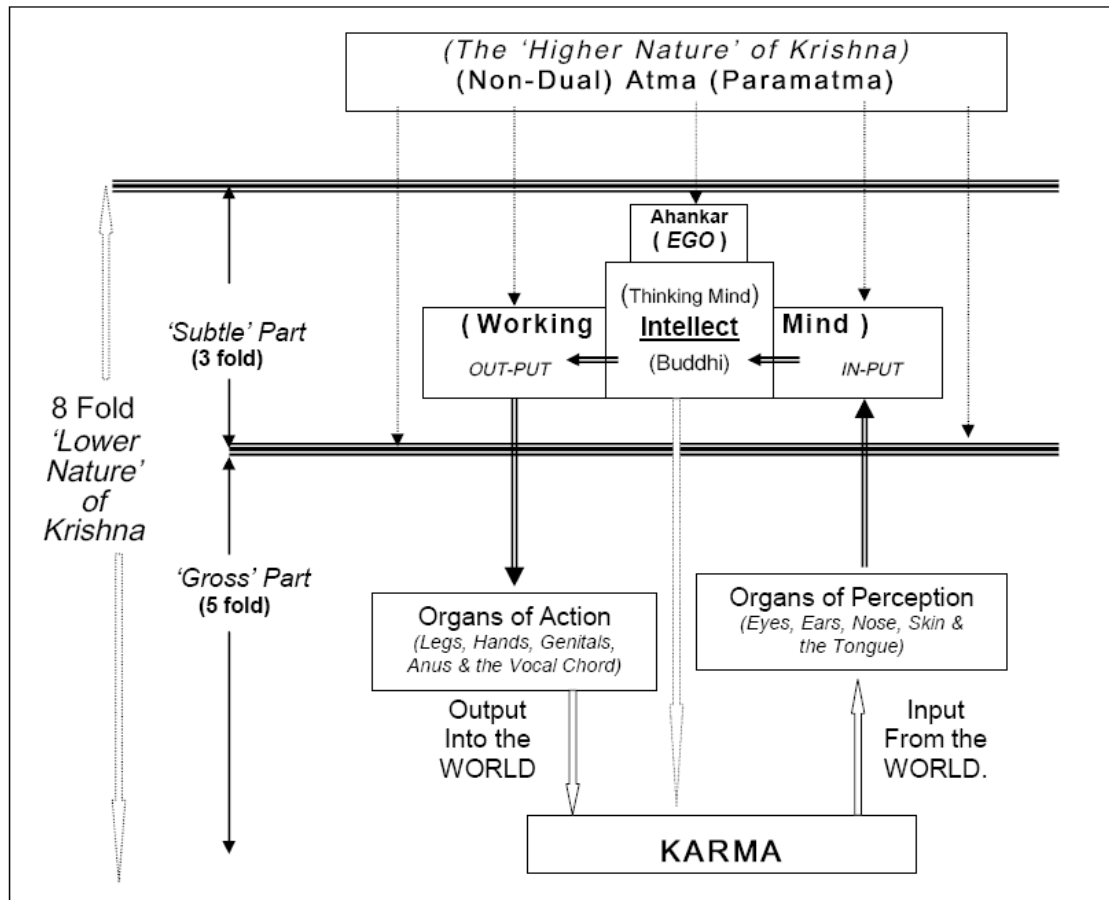 (The 'Higher Nature' of Krishna)
(Non-Dual) Atma (Paramatma)
Ahankar
( EGO )
(Thinking Mind)
( Working
Intellect
Mind )
(Buddhi)
OUT-PUT
IN-PUT
'Subtle' Part
(3 fold)
8 Fold
'Lower
Nature'
of
Krishna
'Gross' Part
(5 fold)
Organs of Action
(Legs, Hands, Genitals,
Anus & the Vocal Chord)
Organs of Perception
(Eyes, Ears, Nose, Skin &
the Tongue)
Output
Into the
WORLD
Input
From the
WORLD.
KARMA